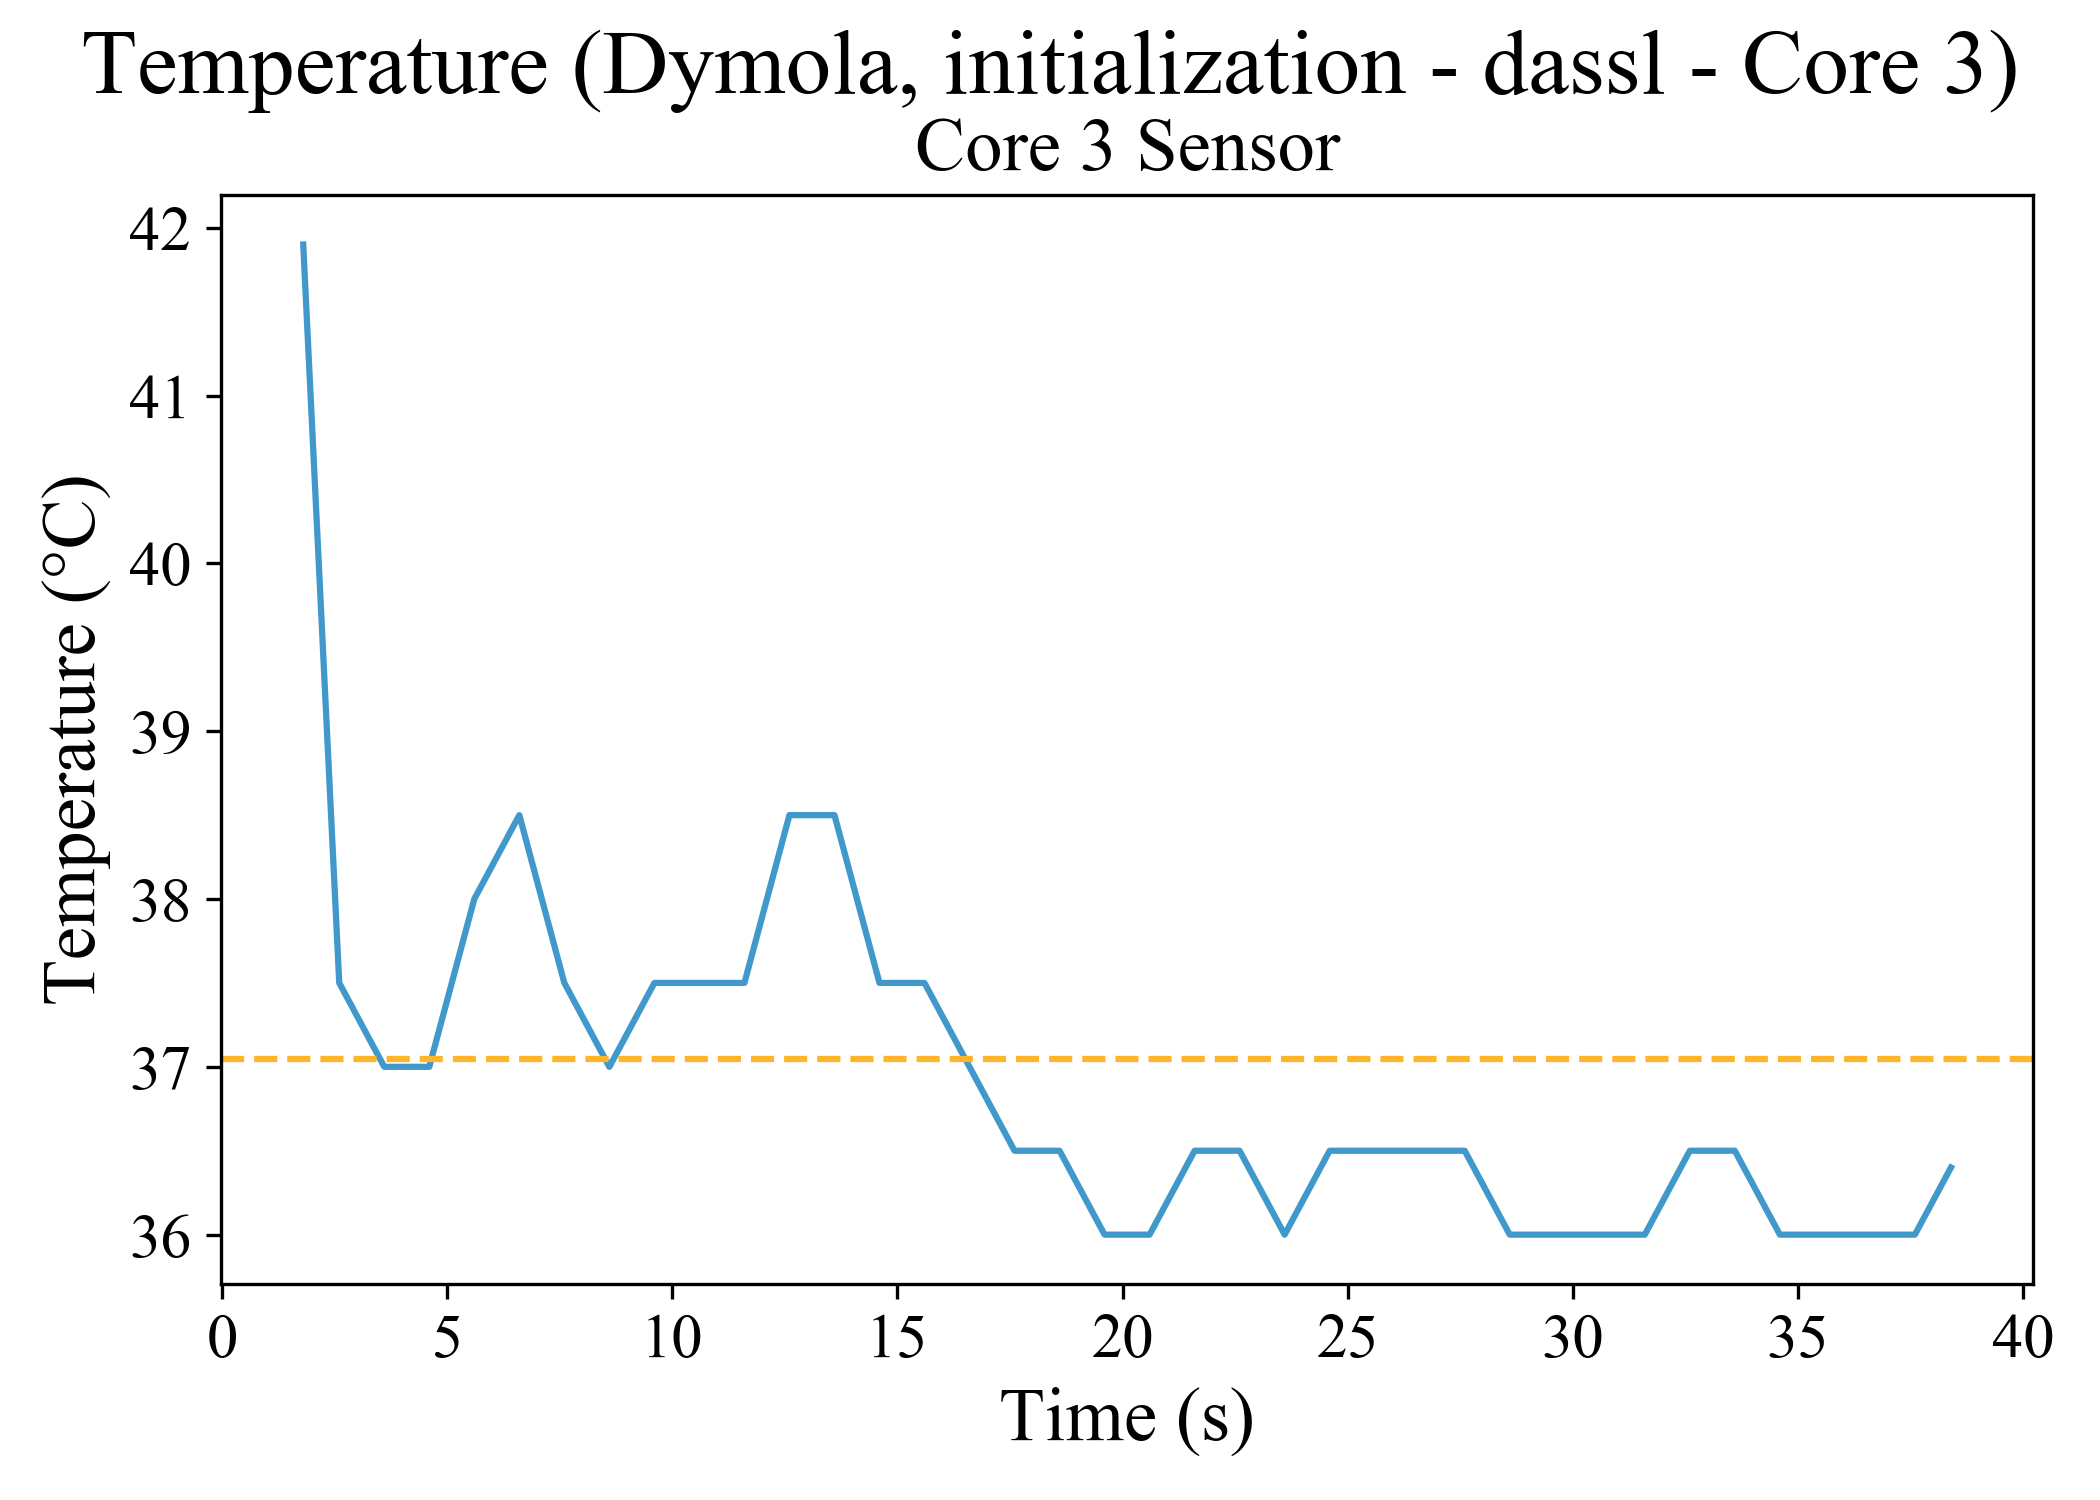 Temperature (Dymola, initialization - dassl - Core 3)
Core 3 Sensor
Temperature (°C)
42
41
40
39
38
37
36
0 5 10 15 20 25 30 35 40
Time (s)